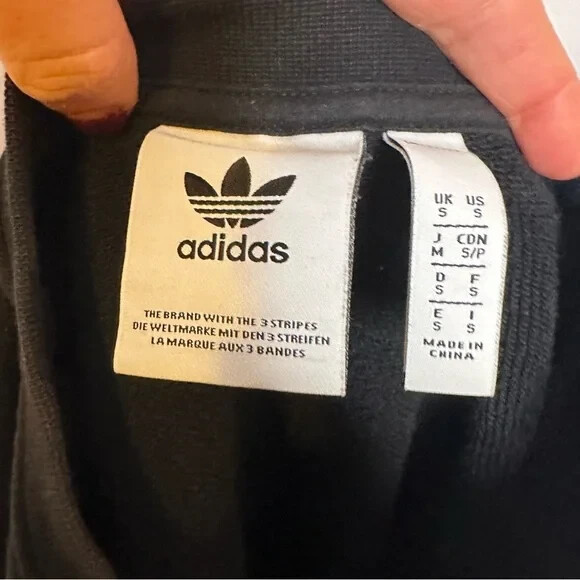 adidas
THE BRAND WITH THE 3 STRIPES
DIE WELTMARKE MIT DEN 3 STREIFEN
LA MARQUE AUX 3 BANDES
UK US
S S
J CDN
M S/P
D F
S S
E I
S S
MADE IN
CHINA